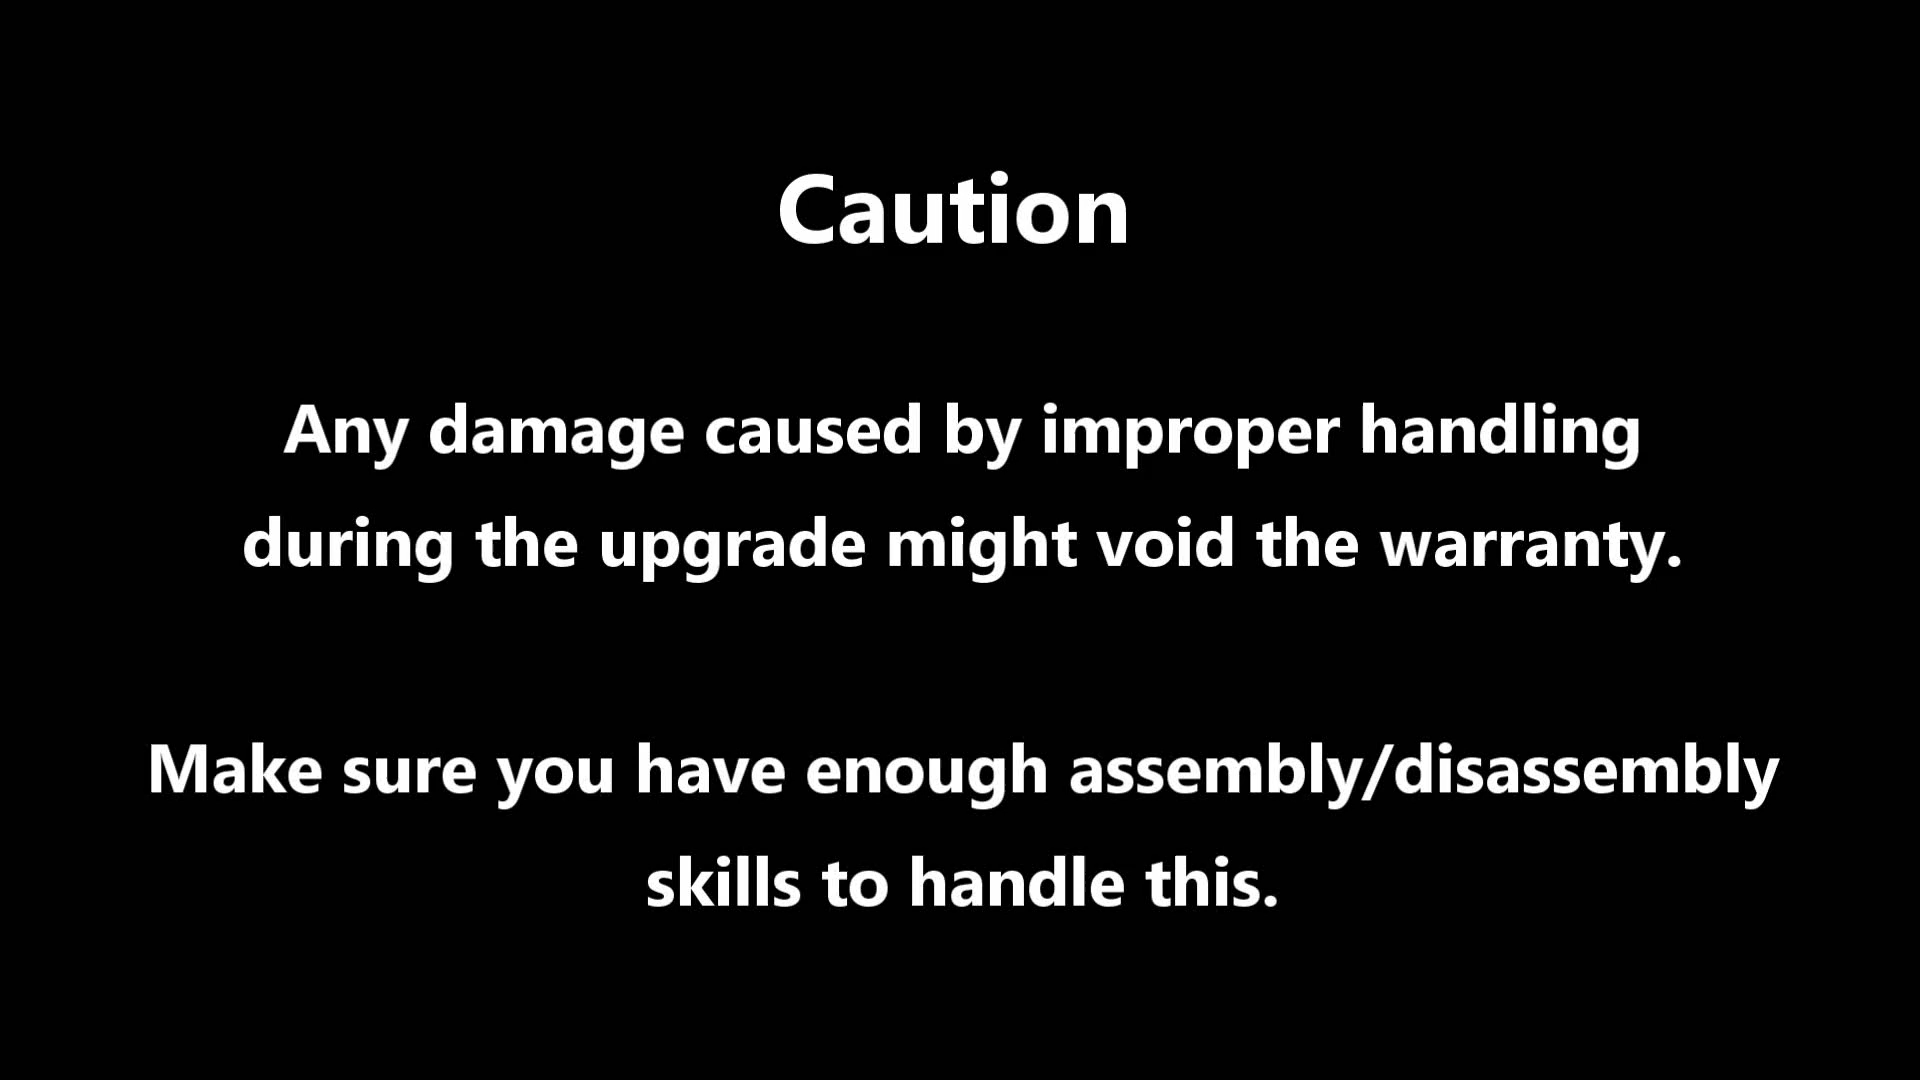 Caution
Any damage caused by improper handling
during the upgrade might void the warranty.
Make sure you have enough assembly/disassembly
skills to handle this.